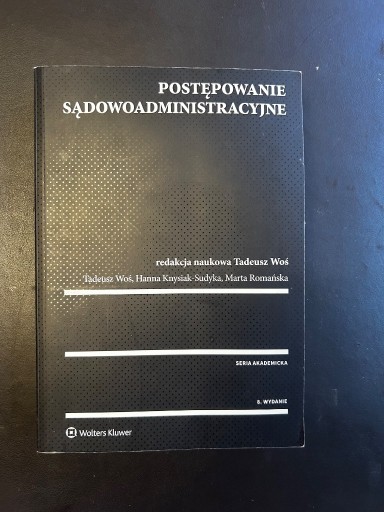 POSTĘPOWANIE
SĄDOWOADMINISTRACYJNE
redakcja naukowa Tadeusz Woś
Tadeusz Woś, Hanna Knysiak-Sudyka, Marta Romańska
SERIA AKADEMICKA
8. WYDANIE
Wolters Kluwer